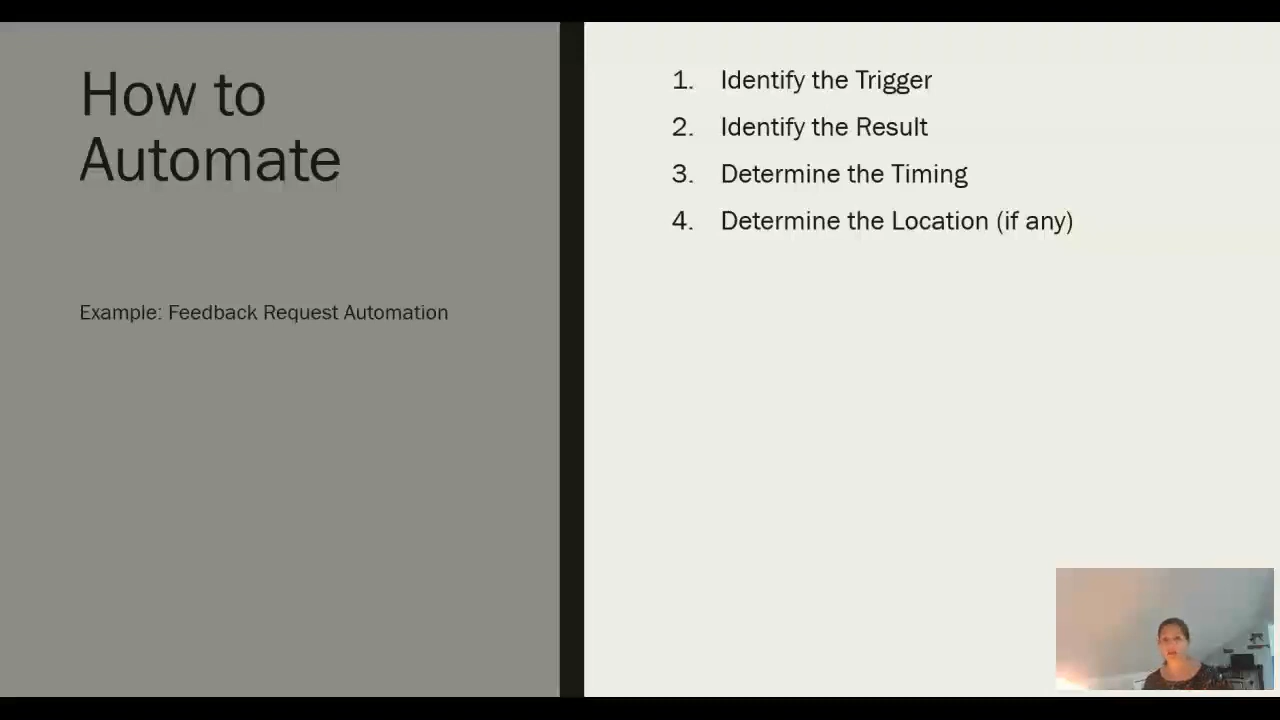 How to
Automate
Example: Feedback Request Automation
1. Identify the Trigger
2. Identify the Result
3. Determine the Timing
4. Determine the Location (if any)